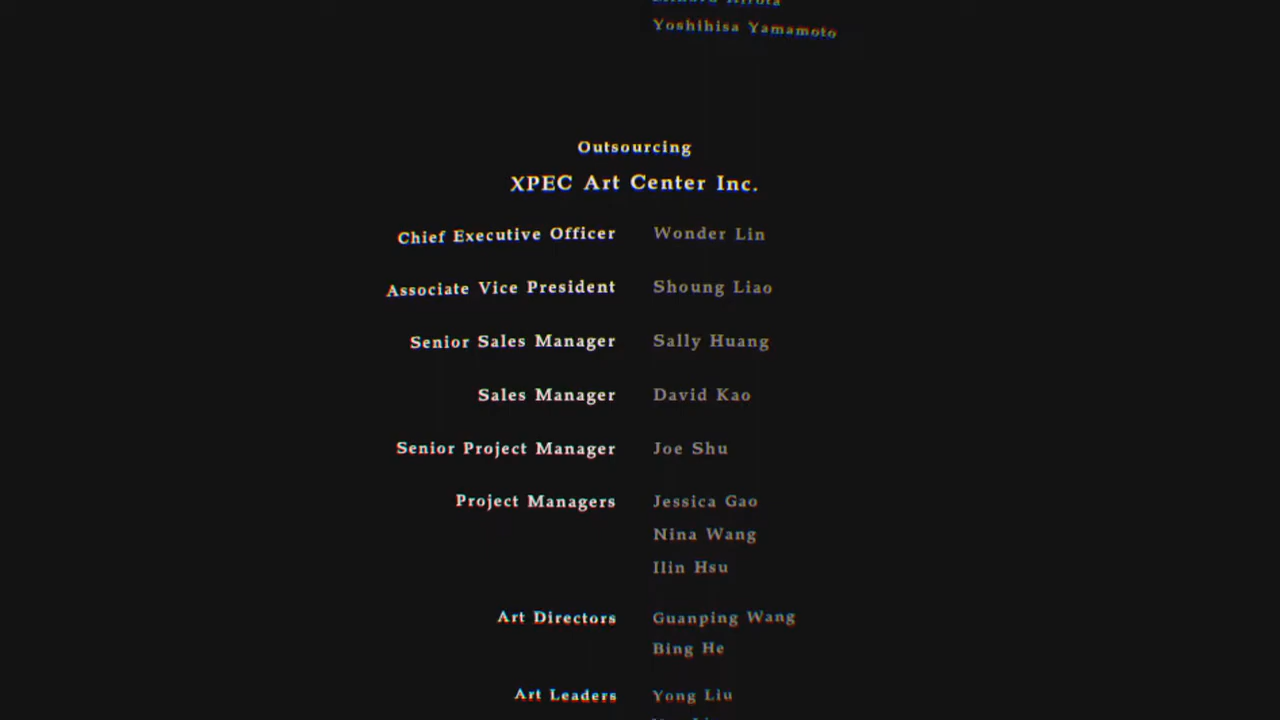 Yoshihisa Yamamoto
Outsourcing
XPEC Art Center Inc.
Chief Executive Officer Wonder Lin
Associate Vice President Shoung Liao
Senior Sales Manager Sally Huang
Sales Manager David Kao
Senior Project Manager Joe Shu
Project Managers Jessica Gao
Nina Wang
Ilin Hsu
Art Directors Guanping Wang
Bing He
Art Leaders Yong Liu